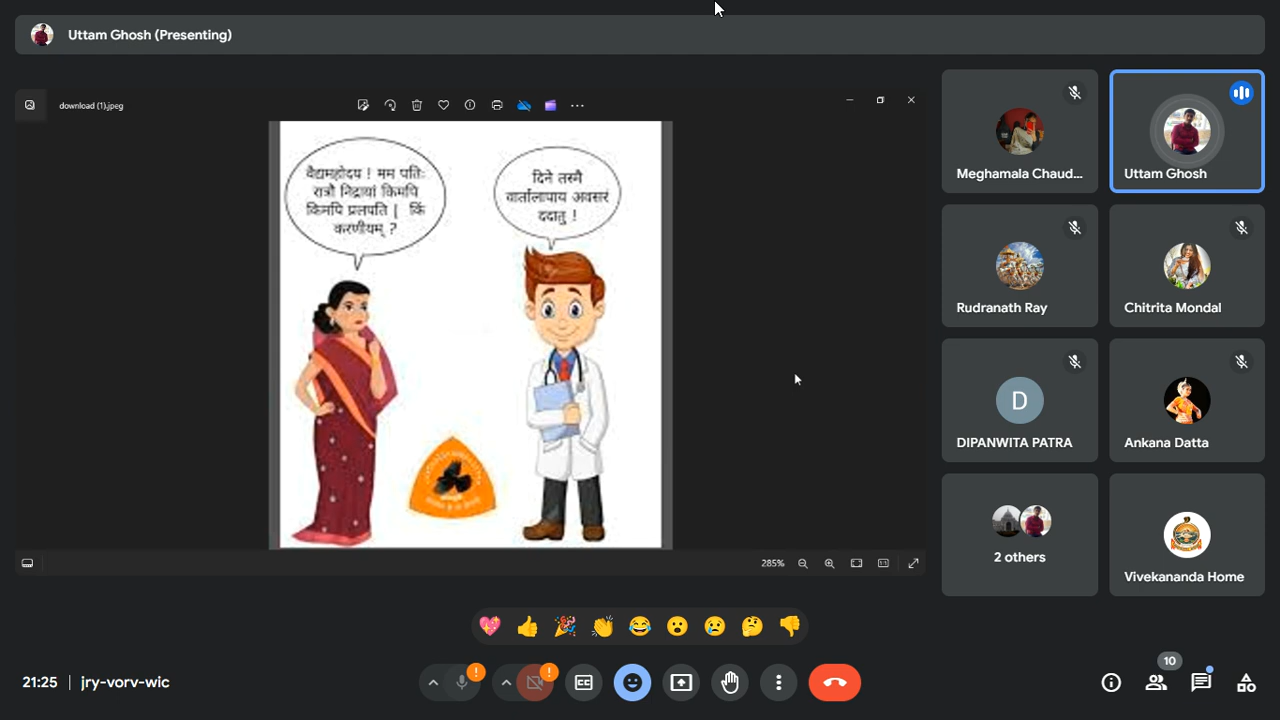 Uttam Ghosh (Presenting)
download (1).jpeg
वैद्यमहोदय ! मम पतिः
रात्रौ निद्रायां किमपि
किमपि प्रलपति | किं
करणीयम् ?
दिने तस्मै
वार्तालापाय अवसरं
ददातु !
285%
Meghamala Chaud...
Uttam Ghosh
Rudranath Ray
Chitrita Mondal
D
DIPANWITA PATRA
Ankana Datta
2 others
Vivekananda Home
21:25 | jry-vorv-wic
10